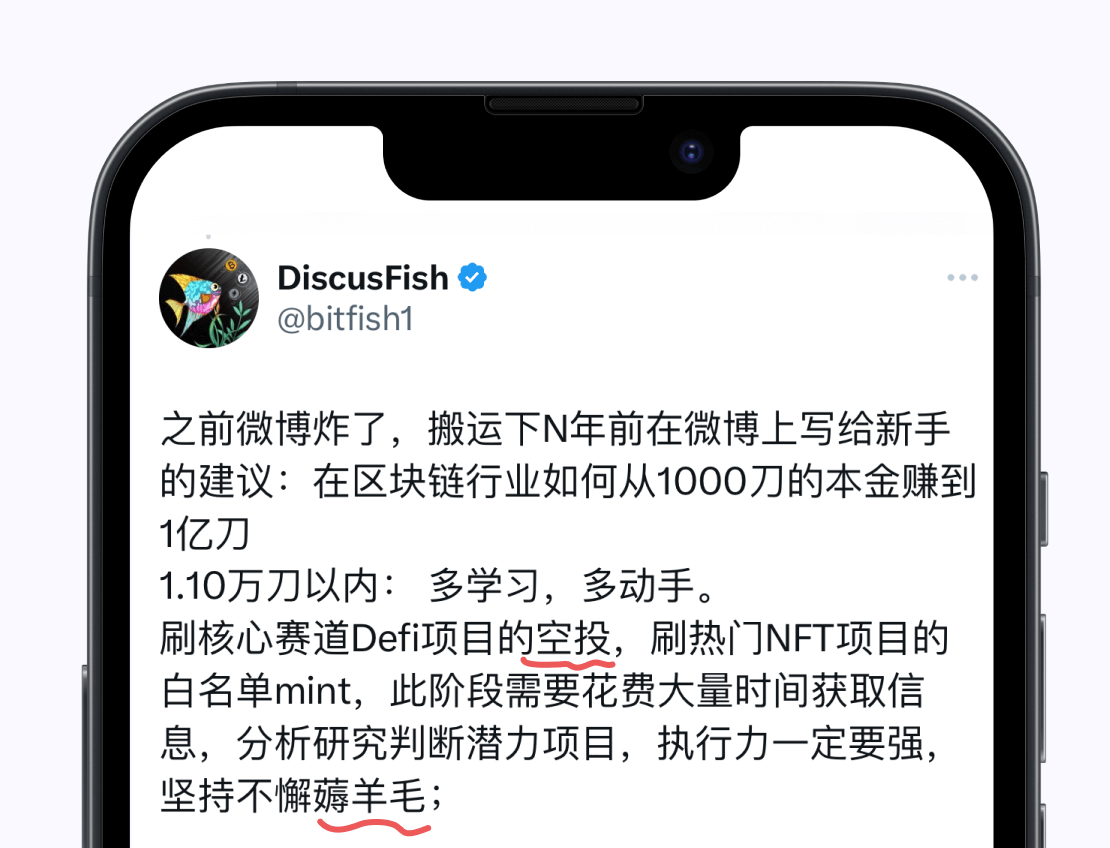 DiscusFish
@bitfish1
之前微博炸了，搬运下N年前在微博上写给新手
的建议：在区块链行业如何从1000刀的本金赚到
1亿刀
1.10万刀以内： 多学习，多动手。
刷核心赛道Defi项目的空投，刷热门NFT项目的
白名单mint，此阶段需要花费大量时间获取信
息，分析研究判断潜力项目，执行力一定要强，
坚持不懈薅羊毛；